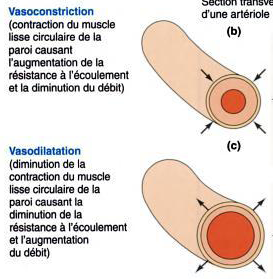 Section transve
d'une artériole
Vasoconstriction
(contraction du muscle
lisse circulaire de la
paroi causant
l'augmentation de la
résistance à l'écoulement
et la diminution du débit)
(b)
(c)
Vasodilatation
(diminution de la
contraction du muscle
lisse circulaire de la
paroi causant la
diminution de la
résistance à l'écoulement
et l'augmentation
du débit)